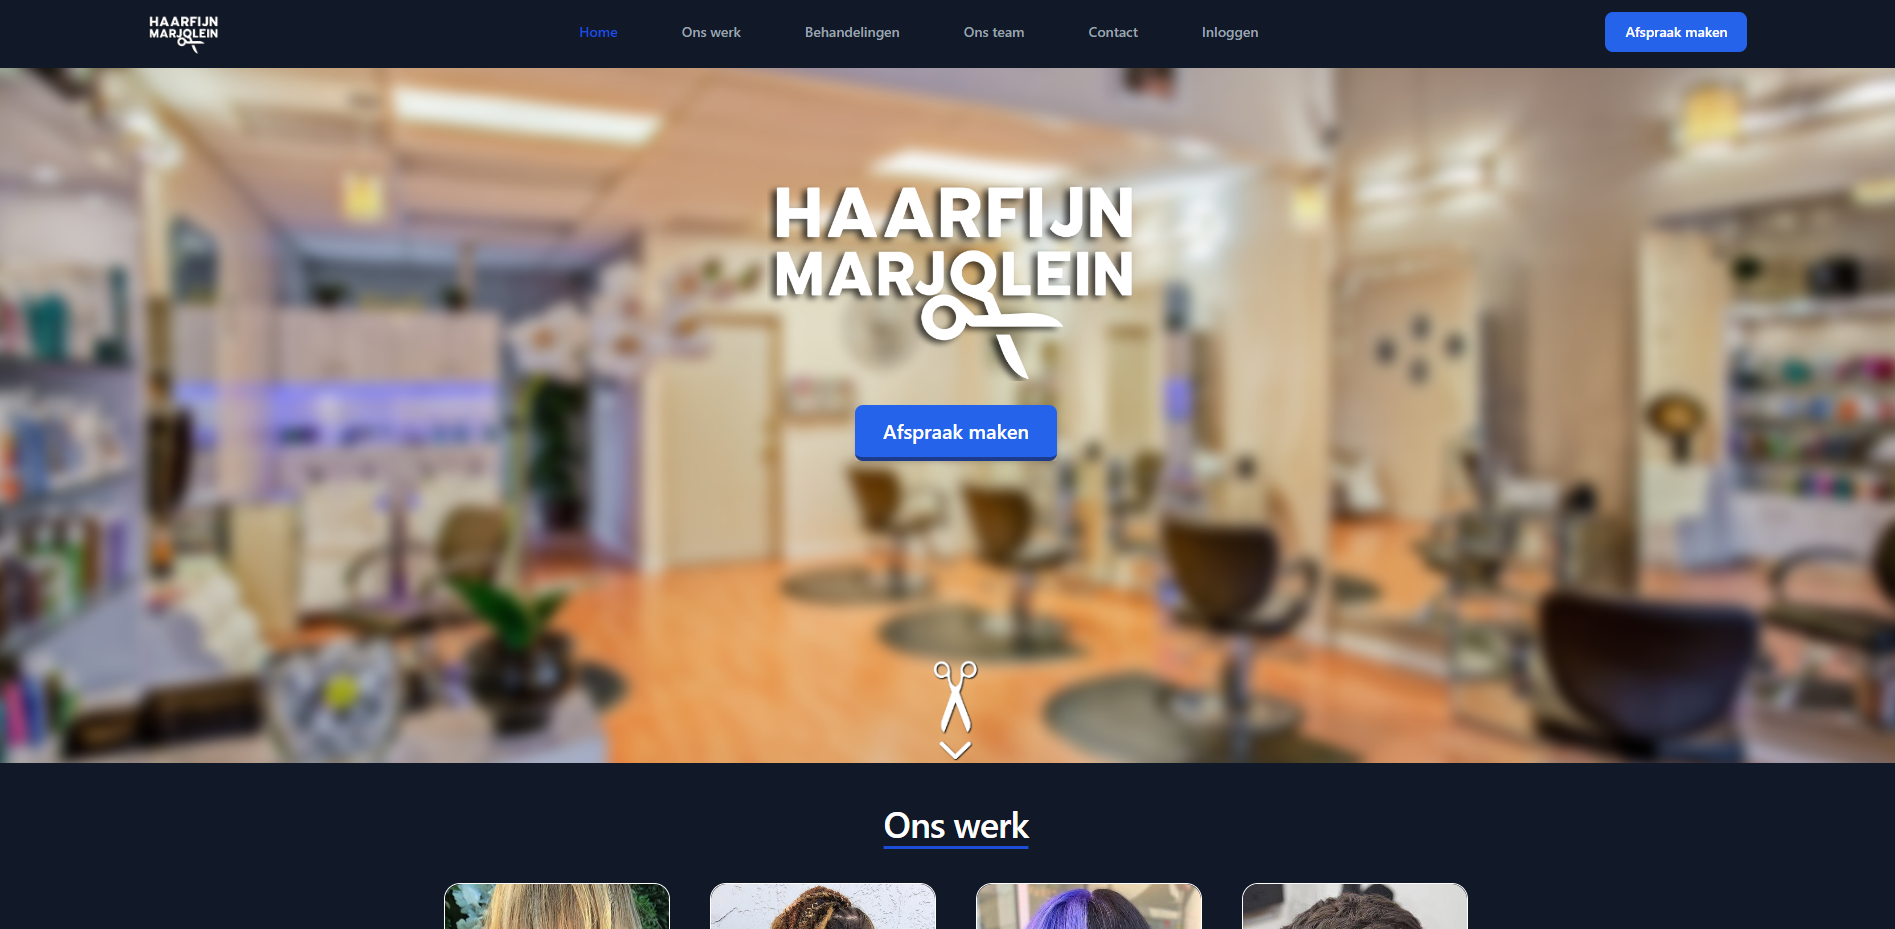 HAARFIJN
MARJOLEIN
Home
Ons werk
Behandelingen
Ons team
Contact
Inloggen
Afspraak maken
HAARFIJN
MARJOLEIN
Afspraak maken
Ons werk